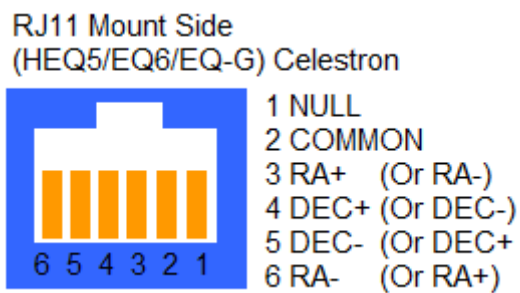 RJ11 Mount Side
(HEQ5/EQ6/EQ-G) Celestron
1 NULL
2 COMMON
3 RA+ (Or RA-)
4 DEC+ (Or DEC-)
5 DEC- (Or DEC+
6 RA- (Or RA+)
6 5 4 3 2 1